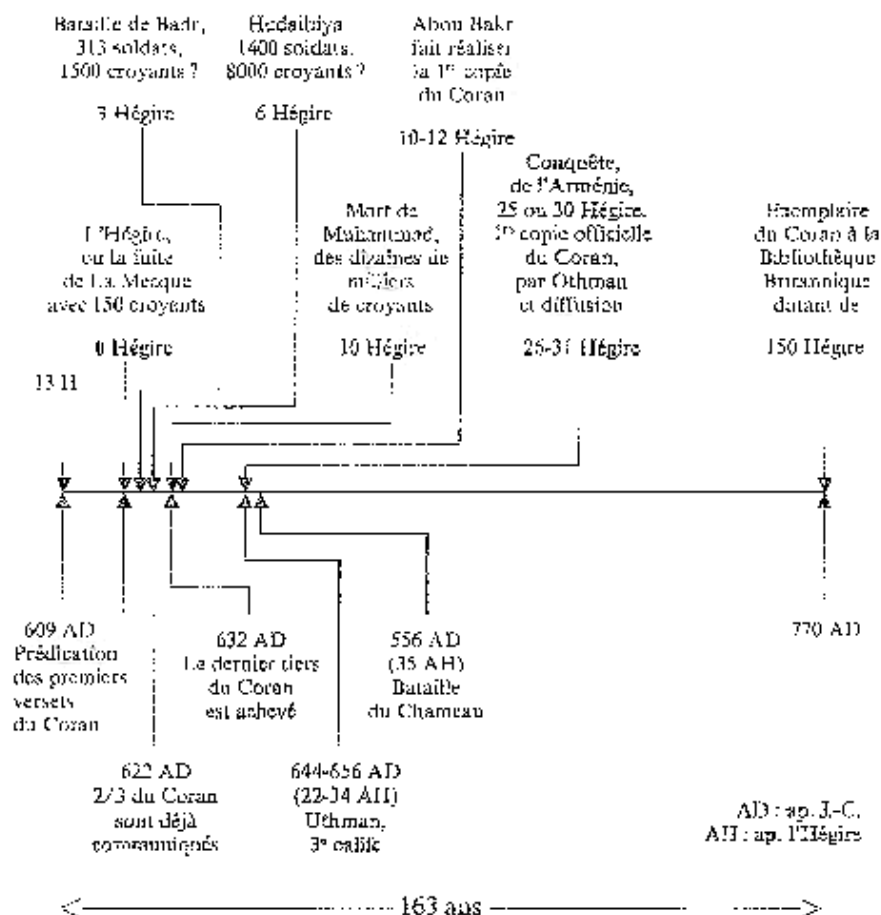 Bataille de Badr,
313 soldats,
1500 croyants ?
3 Hégire
Hudaibiya
1400 soldats,
8000 croyants ?
6 Hégire
Abou Bakr
fait réaliser
la 1re copie
du Coran
10-12 Hégire
L'Hégire,
ou la fuite
de La Mecque
avec 150 croyants
0 Hégire
Mort de
Muhammad,
des dizaines de
milliers
de croyants
10 Hégire
Conquête,
de l'Arménie,
25 ou 30 Hégire.
1re copie officielle
du Coran,
par Othman
et diffusion
26-31 Hégire
Exemplaire
du Coran à la
Bibliothèque
Britannique
datant de
150 Hégire
13 H
609 AD
Prédication
des premiers
versets
du Coran
632 AD
Le dernier tiers
du Coran
est achevé
556 AD
(35 AH)
Bataille
du Chameau
770 AD
622 AD
2/3 du Coran
sont déjà
communiqués
644-656 AD
(22-34 AH)
Uthman,
3e calife
AD : ap. J.-C.
AH : ap. l'Hégire
163 ans